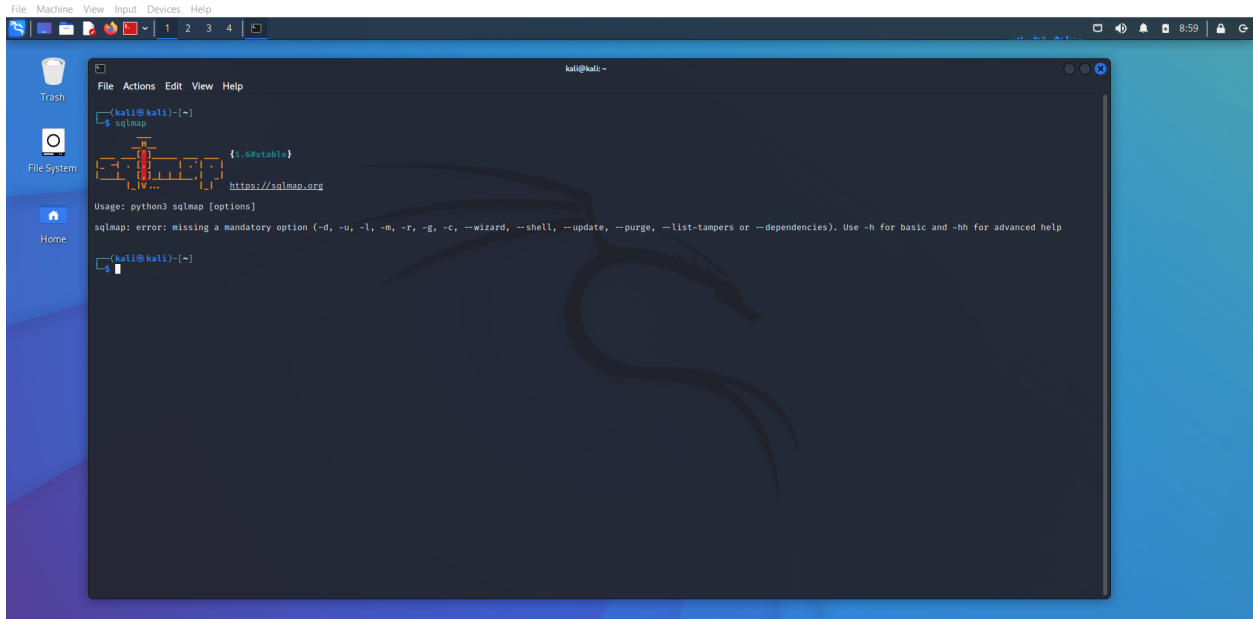 File Machine View Input Devices Help
1 2 3 4 8:59
kali@kali: ~
File Actions Edit View Help
Trash
File System
Home
┌──(kali㉿kali)-[~]
└─$ sqlmap
{1.6#stable}
https://sqlmap.org
Usage: python3 sqlmap [options]
sqlmap: error: missing a mandatory option (-d, -u, -l, -m, -r, -g, -c, --wizard, --shell, --update, --purge, --list-tampers or --dependencies). Use -h for basic and -hh for advanced help
┌──(kali㉿kali)-[~]
└─$